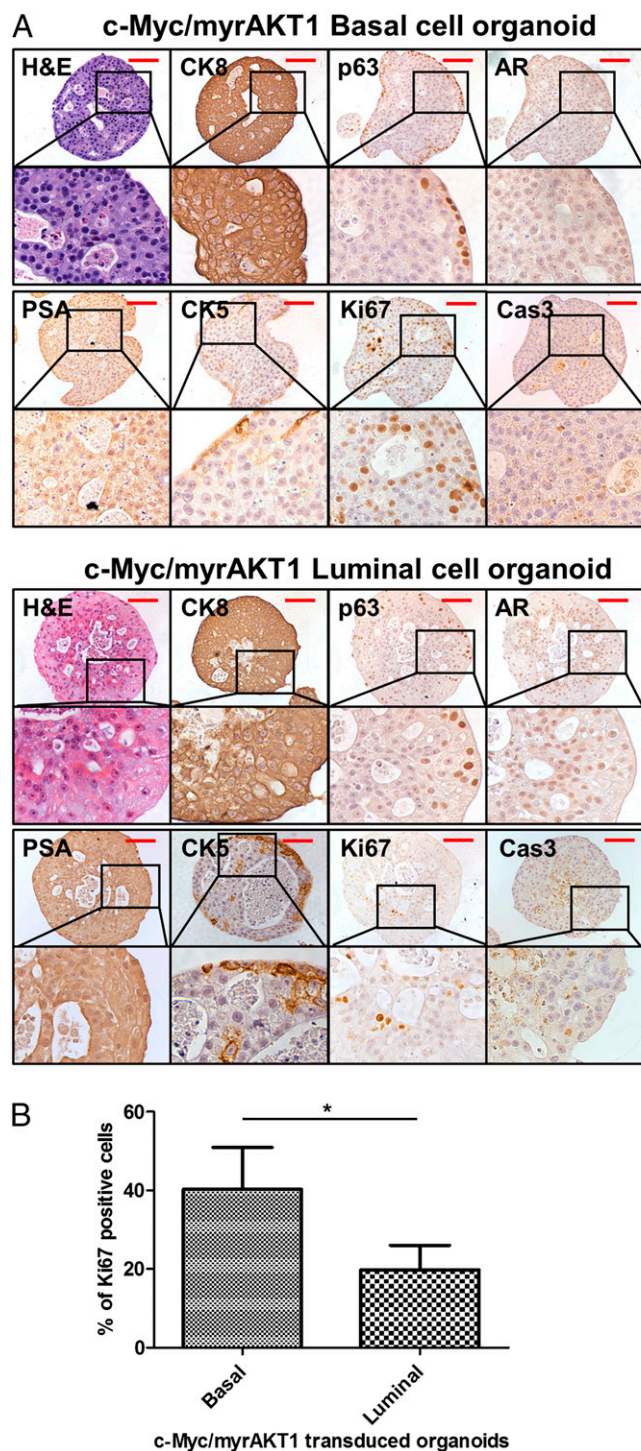 A
c-Myc/myrAKT1 Basal cell organoid
H&E CK8 p63 AR
PSA CK5 Ki67 Cas3
c-Myc/myrAKT1 Luminal cell organoid
H&E CK8 p63 AR
PSA CK5 Ki67 Cas3
B
*
% of Ki67 positive cells
60
40
20
0
Basal Luminal
c-Myc/myrAKT1 transduced organoids